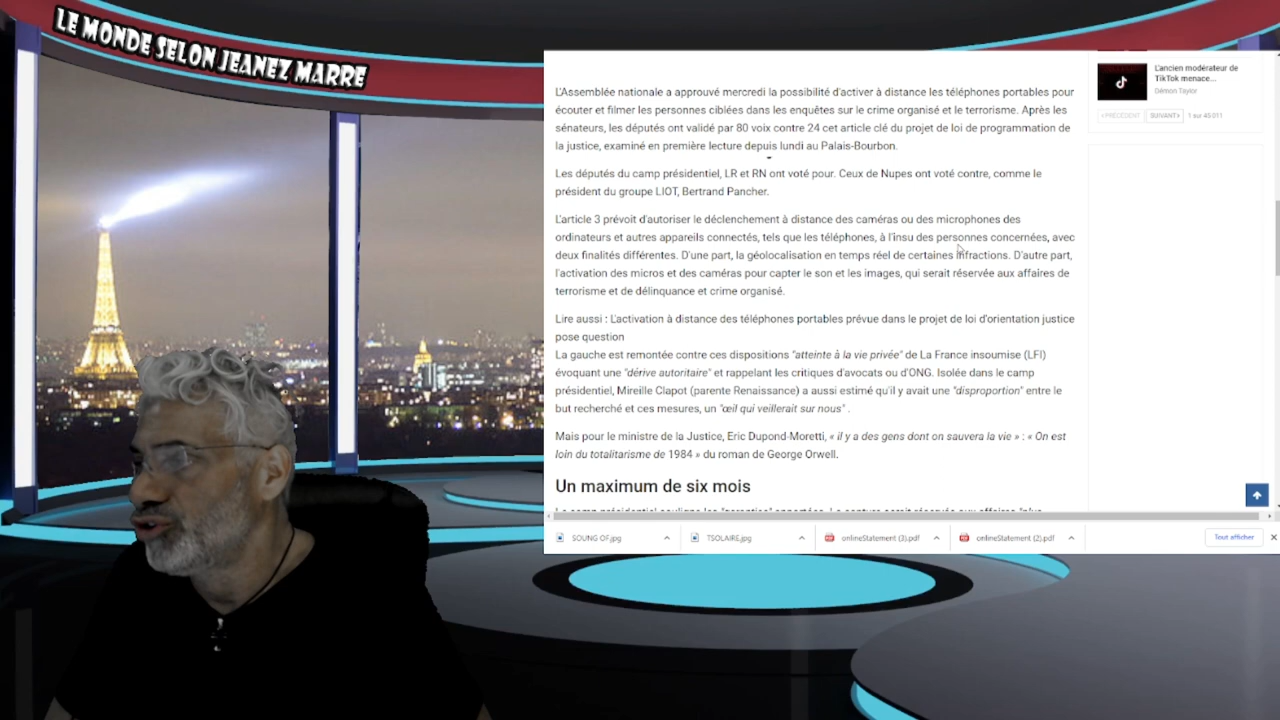 LE MONDE SELON JEANEZ MARRE
L'ancien modérateur de
TikTok menace...
Démon Taylor
< PRÉCÉDENT SUIVANT > 1 sur 45 011
L'Assemblée nationale a approuvé mercredi la possibilité d'activer à distance les téléphones portables pour
écouter et filmer les personnes ciblées dans les enquêtes sur le crime organisé et le terrorisme. Après les
sénateurs, les députés ont validé par 80 voix contre 24 cet article clé du projet de loi de programmation de
la justice, examiné en première lecture depuis lundi au Palais-Bourbon.
Les députés du camp présidentiel, LR et RN ont voté pour. Ceux de Nupes ont voté contre, comme le
président du groupe LIOT, Bertrand Pancher.
L'article 3 prévoit d'autoriser le déclenchement à distance des caméras ou des microphones des
ordinateurs et autres appareils connectés, tels que les téléphones, à l'insu des personnes concernées, avec
deux finalités différentes. D'une part, la géolocalisation en temps réel de certaines infractions. D'autre part,
l'activation des micros et des caméras pour capter le son et les images, qui serait réservée aux affaires de
terrorisme et de délinquance et crime organisé.
Lire aussi : L'activation à distance des téléphones portables prévue dans le projet de loi d'orientation justice
pose question
La gauche est remontée contre ces dispositions "atteinte à la vie privée" de La France insoumise (LFI)
évoquant une "dérive autoritaire" et rappelant les critiques d'avocats ou d'ONG. Isolée dans le camp
présidentiel, Mireille Clapot (parente Renaissance) a aussi estimé qu'il y avait une "disproportion" entre le
but recherché et ces mesures, un "œil qui veillerait sur nous" .
Mais pour le ministre de la Justice, Eric Dupond-Moretti, « il y a des gens dont on sauvera la vie » : « On est
loin du totalitarisme de 1984 » du roman de George Orwell.
Un maximum de six mois
SOUNG OF.jpg
TSOLAIRE.jpg
onlineStatement (3).pdf
onlineStatement (2).pdf
Tout afficher